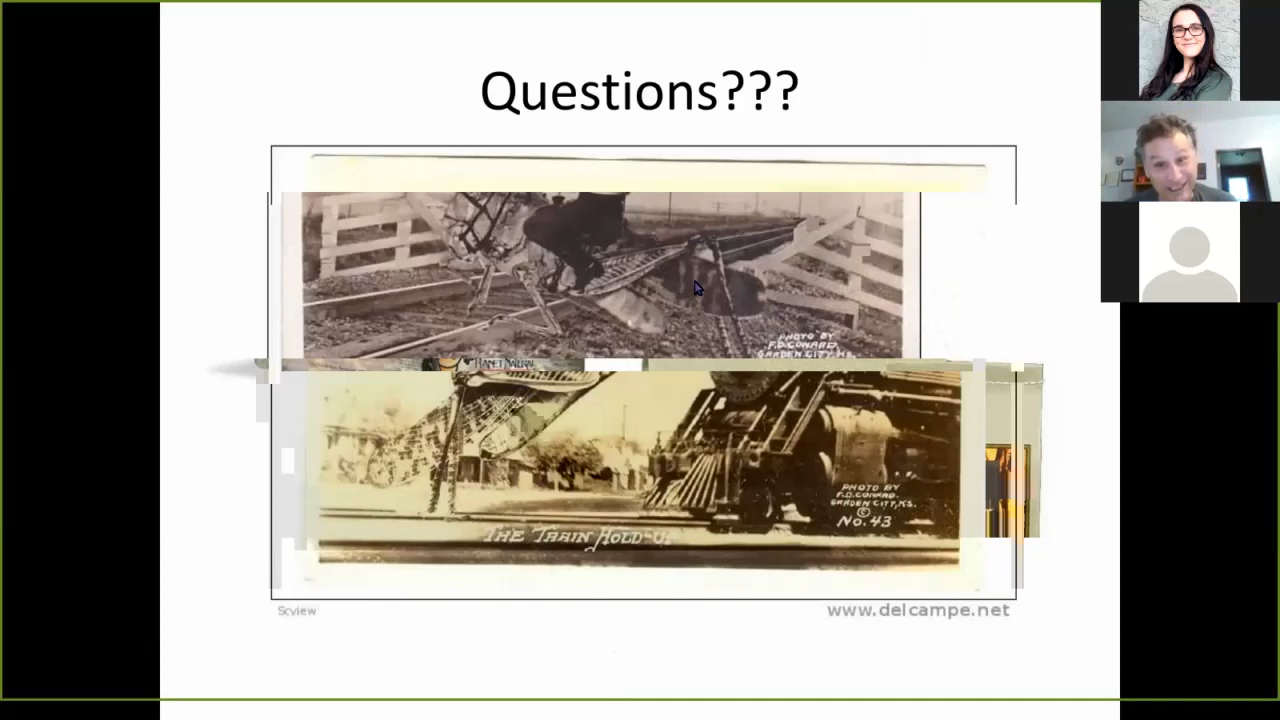 Questions???
PHOTO BY
F.D. CONARD
GARDEN CITY, KS.
PHOTO BY
F.D. CONARD.
GARDEN CITY, KS.
©
No. 43
THE TRAIN HOLD-U
Scview
www.delcampe.net